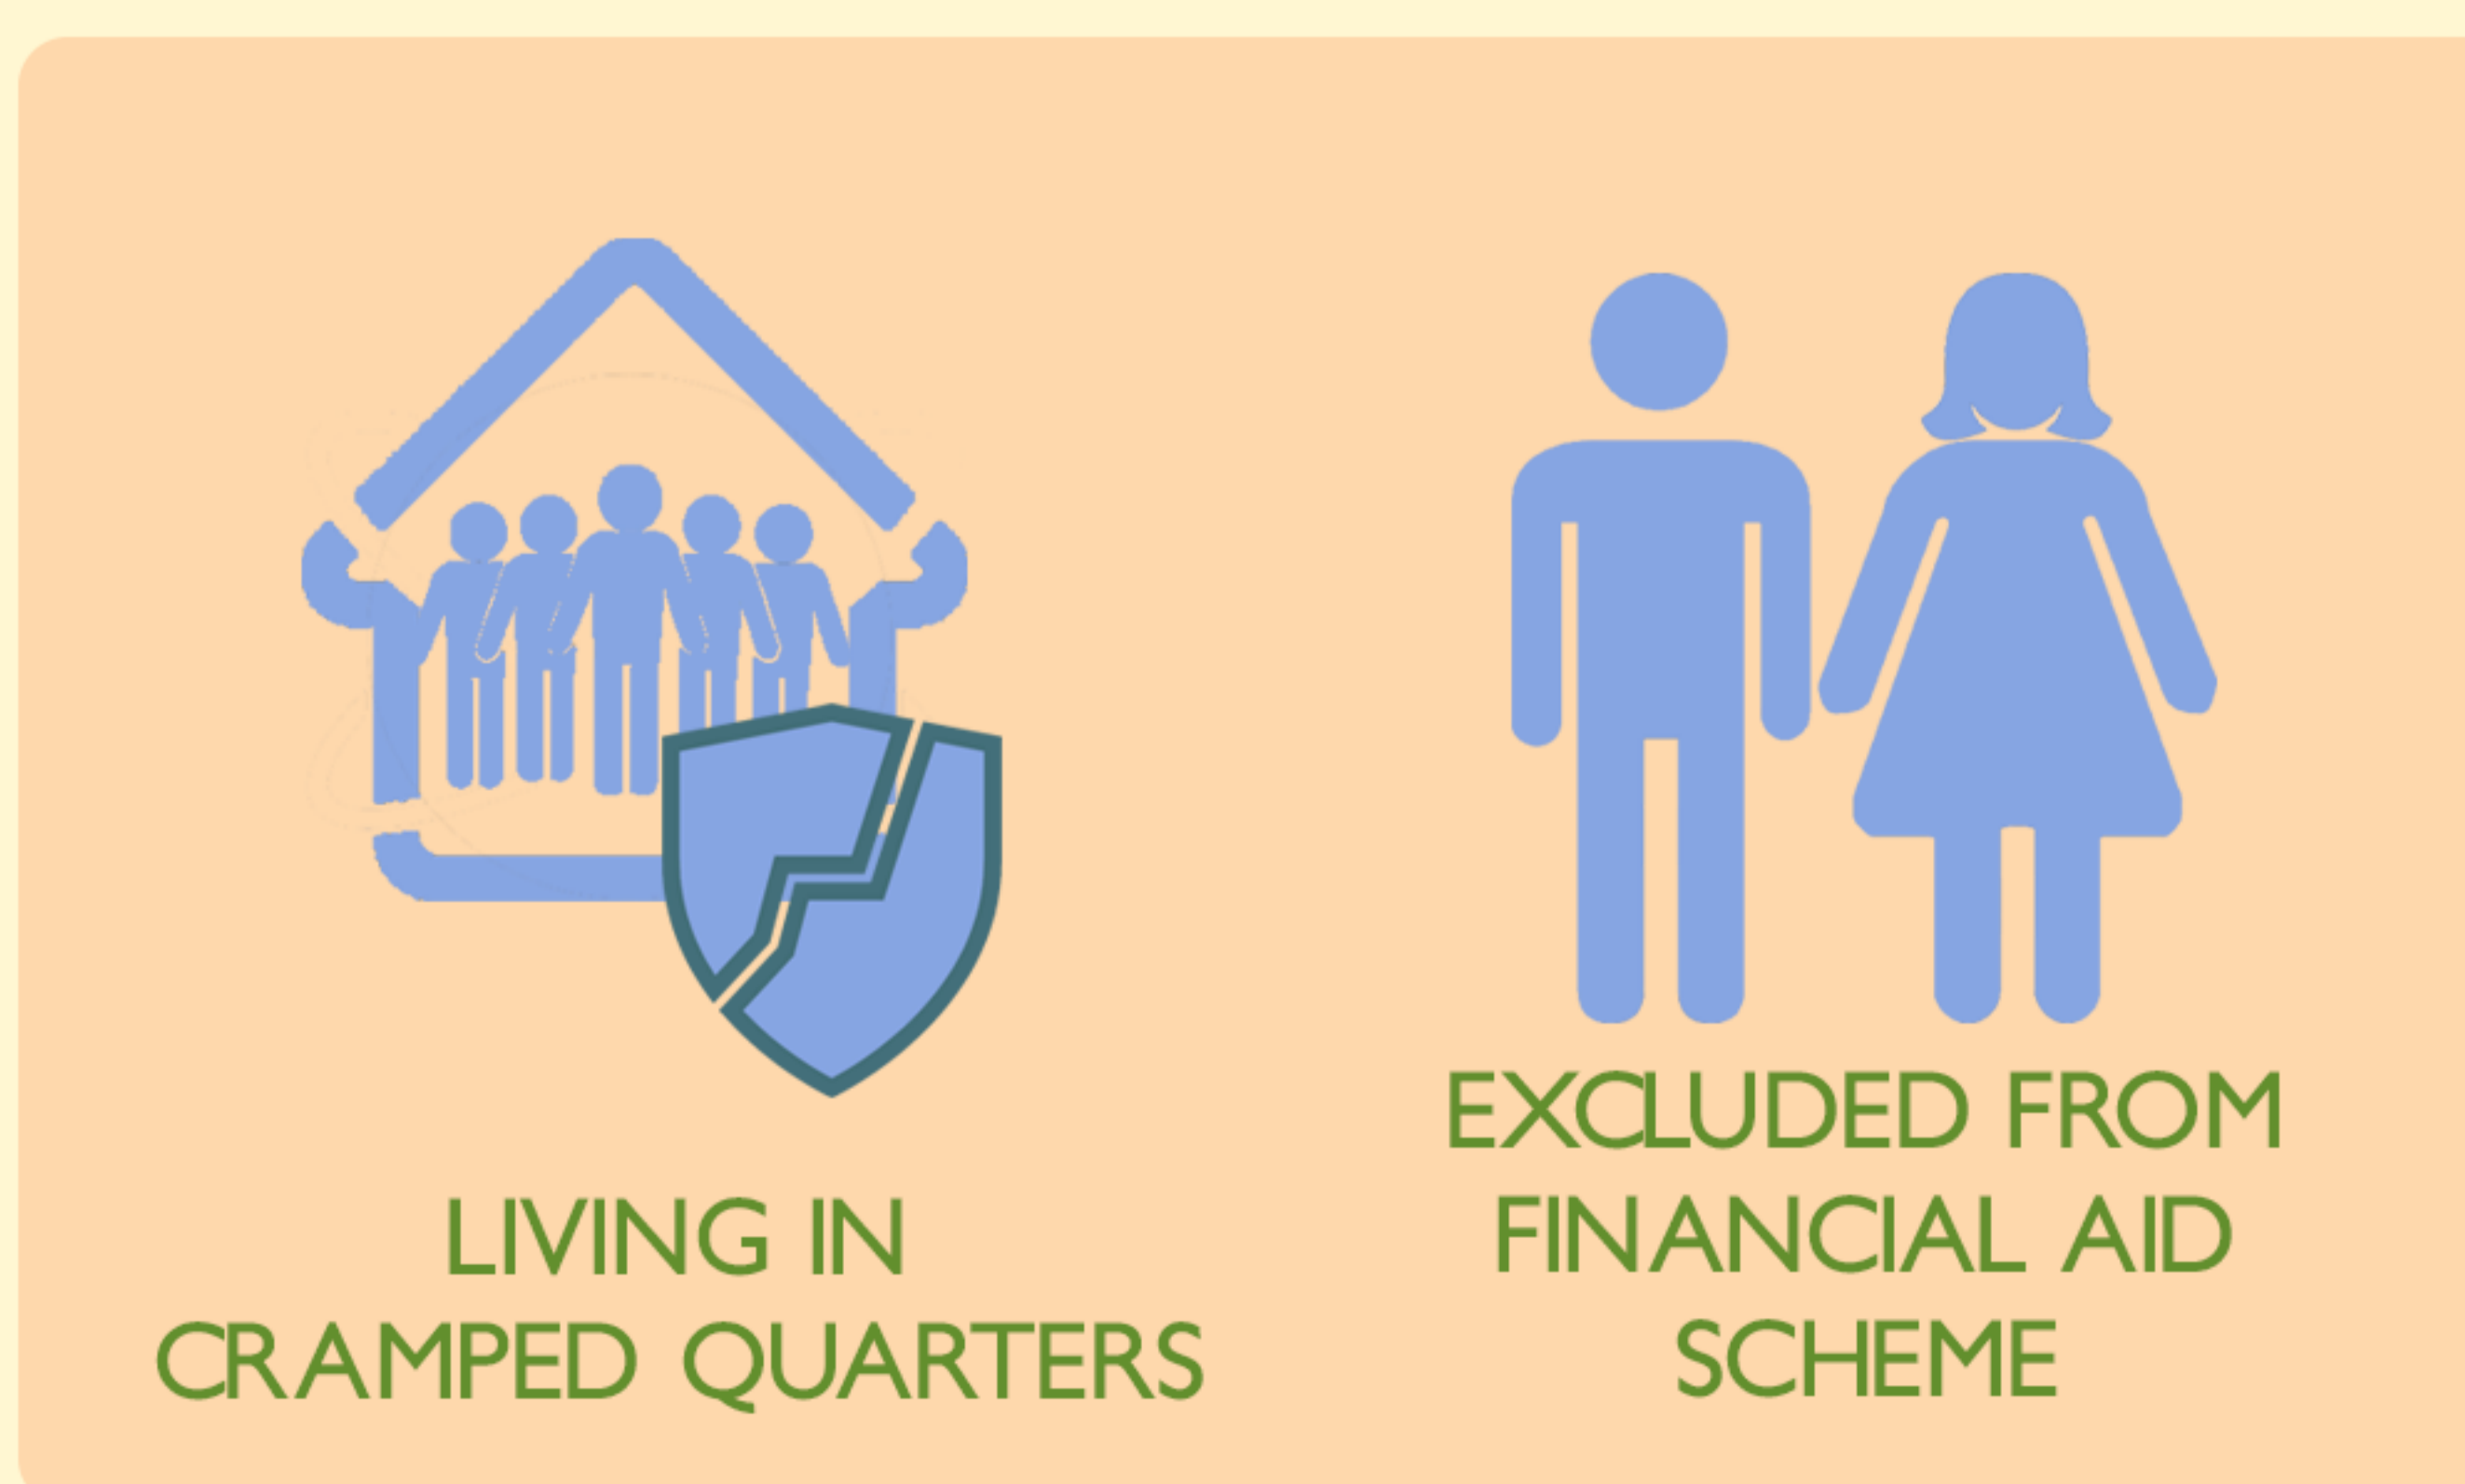 LIVING IN
CRAMPED QUARTERS
EXCLUDED FROM
FINANCIAL AID
SCHEME